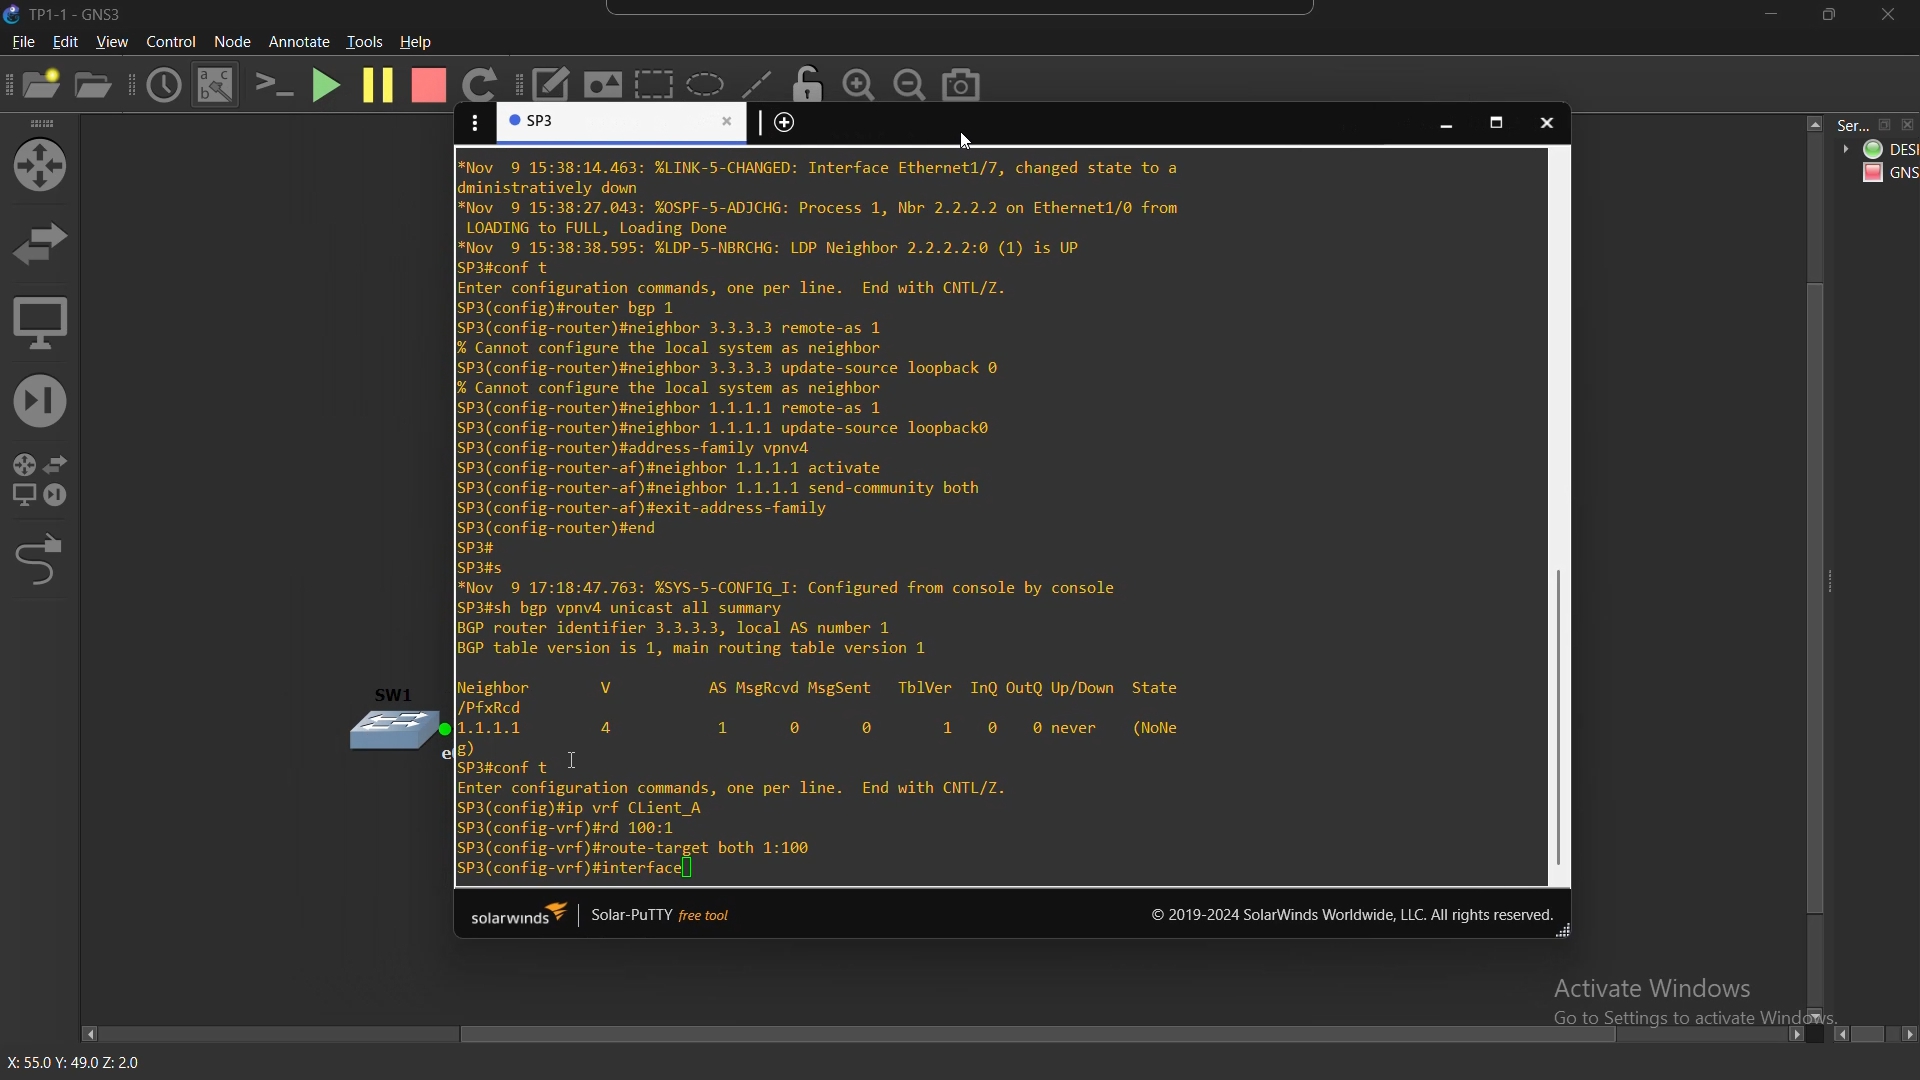 TP1-1 - GNS3
File Edit View Control Node Annotate Tools Help
SP3
Ser...
DESI
GNS
*Nov  9 15:38:14.463: %LINK-5-CHANGED: Interface Ethernet1/7, changed state to a
dministratively down
*Nov  9 15:38:27.043: %OSPF-5-ADJCHG: Process 1, Nbr 2.2.2.2 on Ethernet1/0 from
 LOADING to FULL, Loading Done
*Nov  9 15:38:38.595: %LDP-5-NBRCHG: LDP Neighbor 2.2.2.2:0 (1) is UP
SP3#conf t
Enter configuration commands, one per line.  End with CNTL/Z.
SP3(config)#router bgp 1
SP3(config-router)#neighbor 3.3.3.3 remote-as 1
% Cannot configure the local system as neighbor
SP3(config-router)#neighbor 3.3.3.3 update-source loopback 0
% Cannot configure the local system as neighbor
SP3(config-router)#neighbor 1.1.1.1 remote-as 1
SP3(config-router)#neighbor 1.1.1.1 update-source loopback0
SP3(config-router)#address-family vpnv4
SP3(config-router-af)#neighbor 1.1.1.1 activate
SP3(config-router-af)#neighbor 1.1.1.1 send-community both
SP3(config-router-af)#exit-address-family
SP3(config-router)#end
SP3#
SP3#s
*Nov  9 17:18:47.763: %SYS-5-CONFIG_I: Configured from console by console
SP3#sh bgp vpnv4 unicast all summary
BGP router identifier 3.3.3.3, local AS number 1
BGP table version is 1, main routing table version 1
Neighbor        V           AS MsgRcvd MsgSent   TblVer  InQ OutQ Up/Down  State
/PfxRcd
1.1.1.1         4            1       0       0        1    0    0 never    (NoNe
g)
SP3#conf t
Enter configuration commands, one per line.  End with CNTL/Z.
SP3(config)#ip vrf CLient_A
SP3(config-vrf)#rd 100:1
SP3(config-vrf)#route-target both 1:100
SP3(config-vrf)#interface
SW1
e
solarwinds Solar-PuTTY free tool © 2019-2024 SolarWinds Worldwide, LLC. All rights reserved.
Activate Windows
Go to Settings to activate Windows.
X: 55.0 Y: 49.0 Z: 2.0